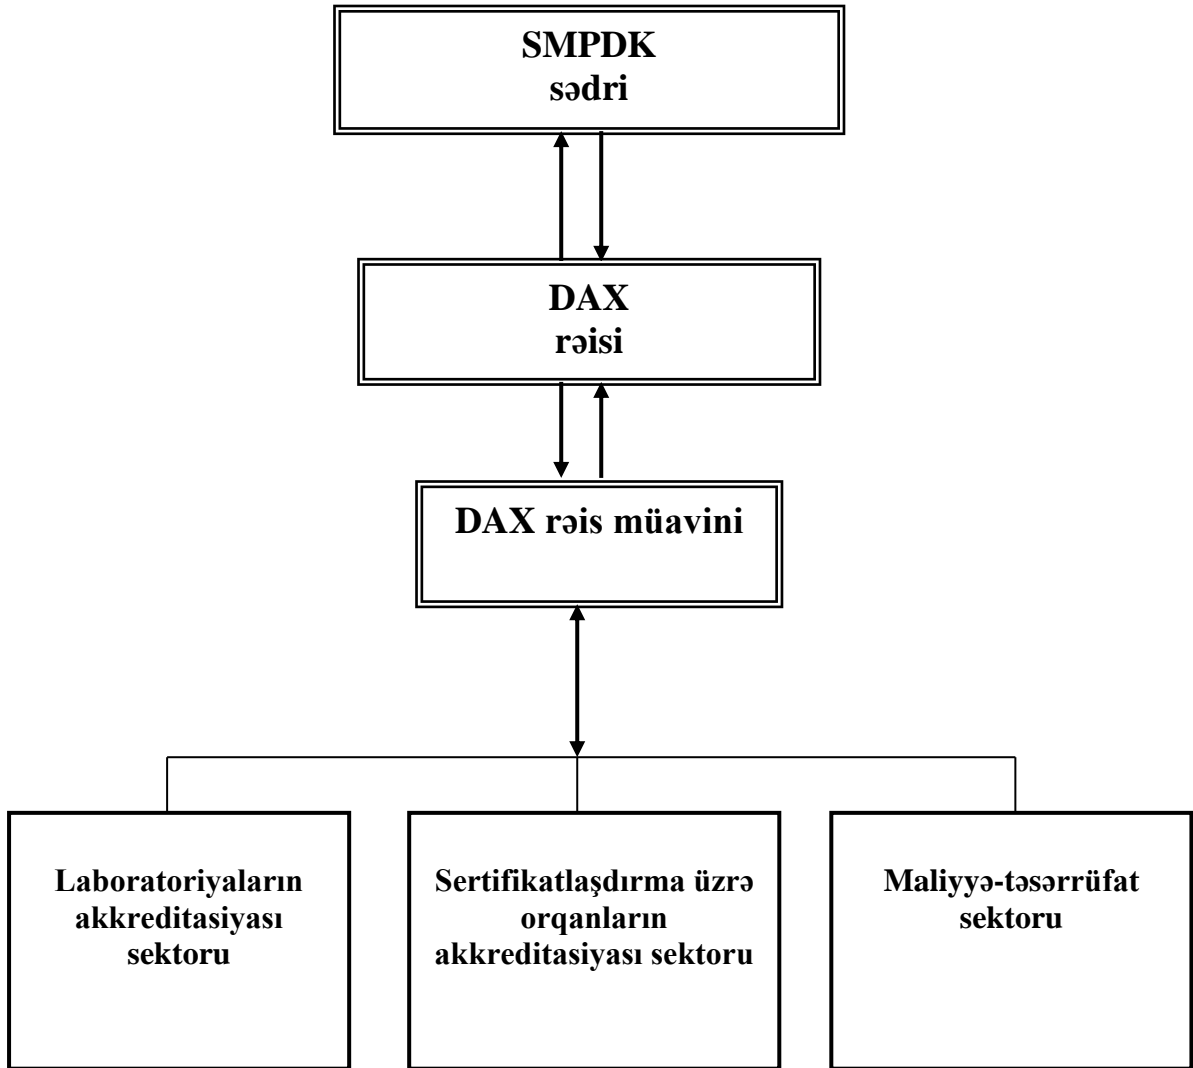 SMPDK
sədri
DAX
rəisi
DAX rəis müavini
Laboratoriyaların
akkreditasiyası
sektoru
Sertifikatlaşdırma üzrə
orqanların
akkreditasiyası sektoru
Maliyyə-təsərrüfat
sektoru